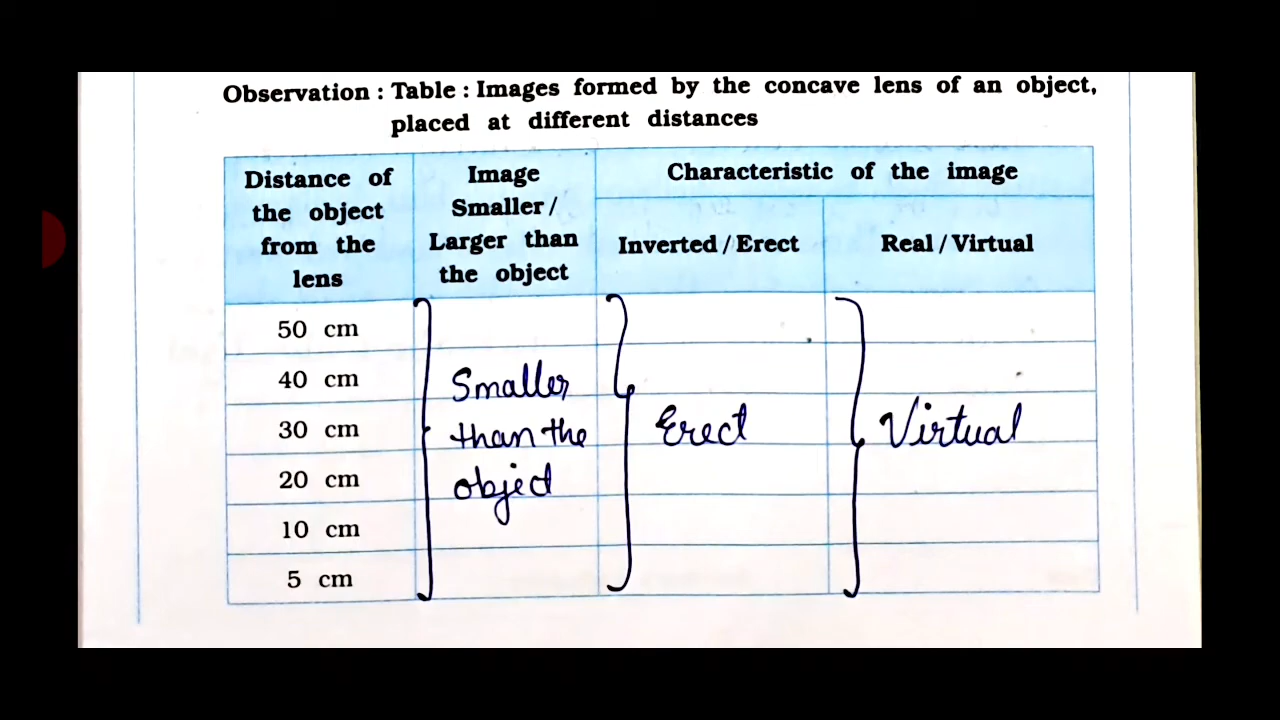 Observation : Table : Images formed by the concave lens of an object,
placed at different distances
Distance of
the object
from the
lens
Image
Smaller /
Larger than
the object
Characteristic of the image
Inverted / Erect
Real / Virtual
50 cm
40 cm
30 cm
20 cm
10 cm
5 cm
Smaller
than the
object
Erect
Virtual